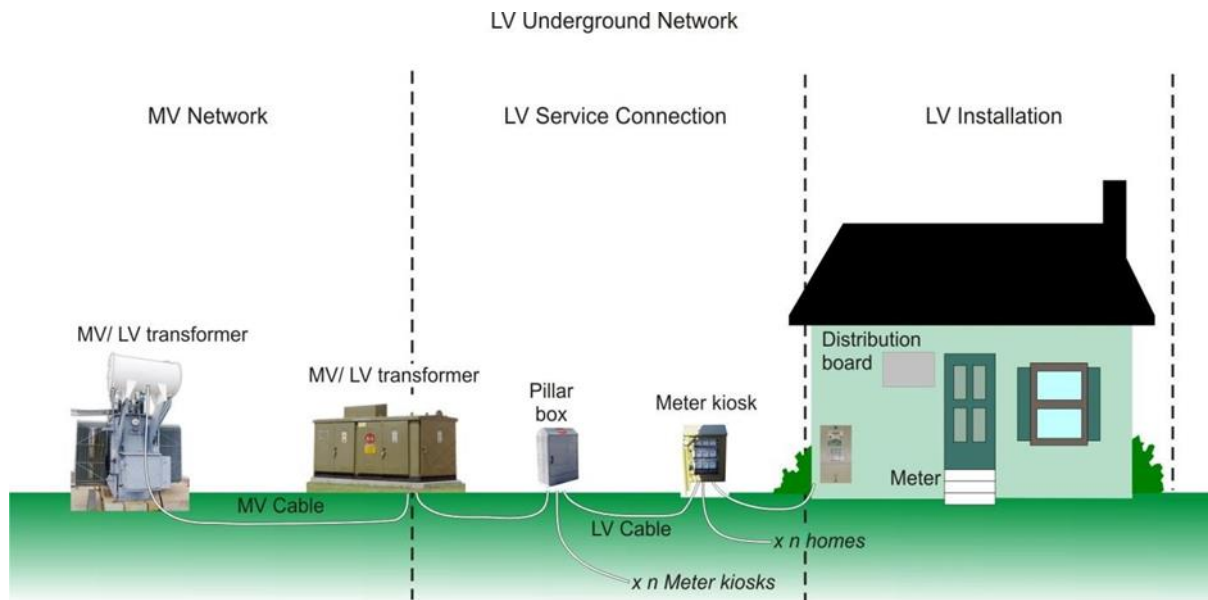 LV Underground Network
MV Network
LV Service Connection
LV Installation
MV/ LV transformer
MV/ LV transformer
Pillar
box
Meter kiosk
Distribution
board
Meter
MV Cable
LV Cable
x n homes
x n Meter kiosks